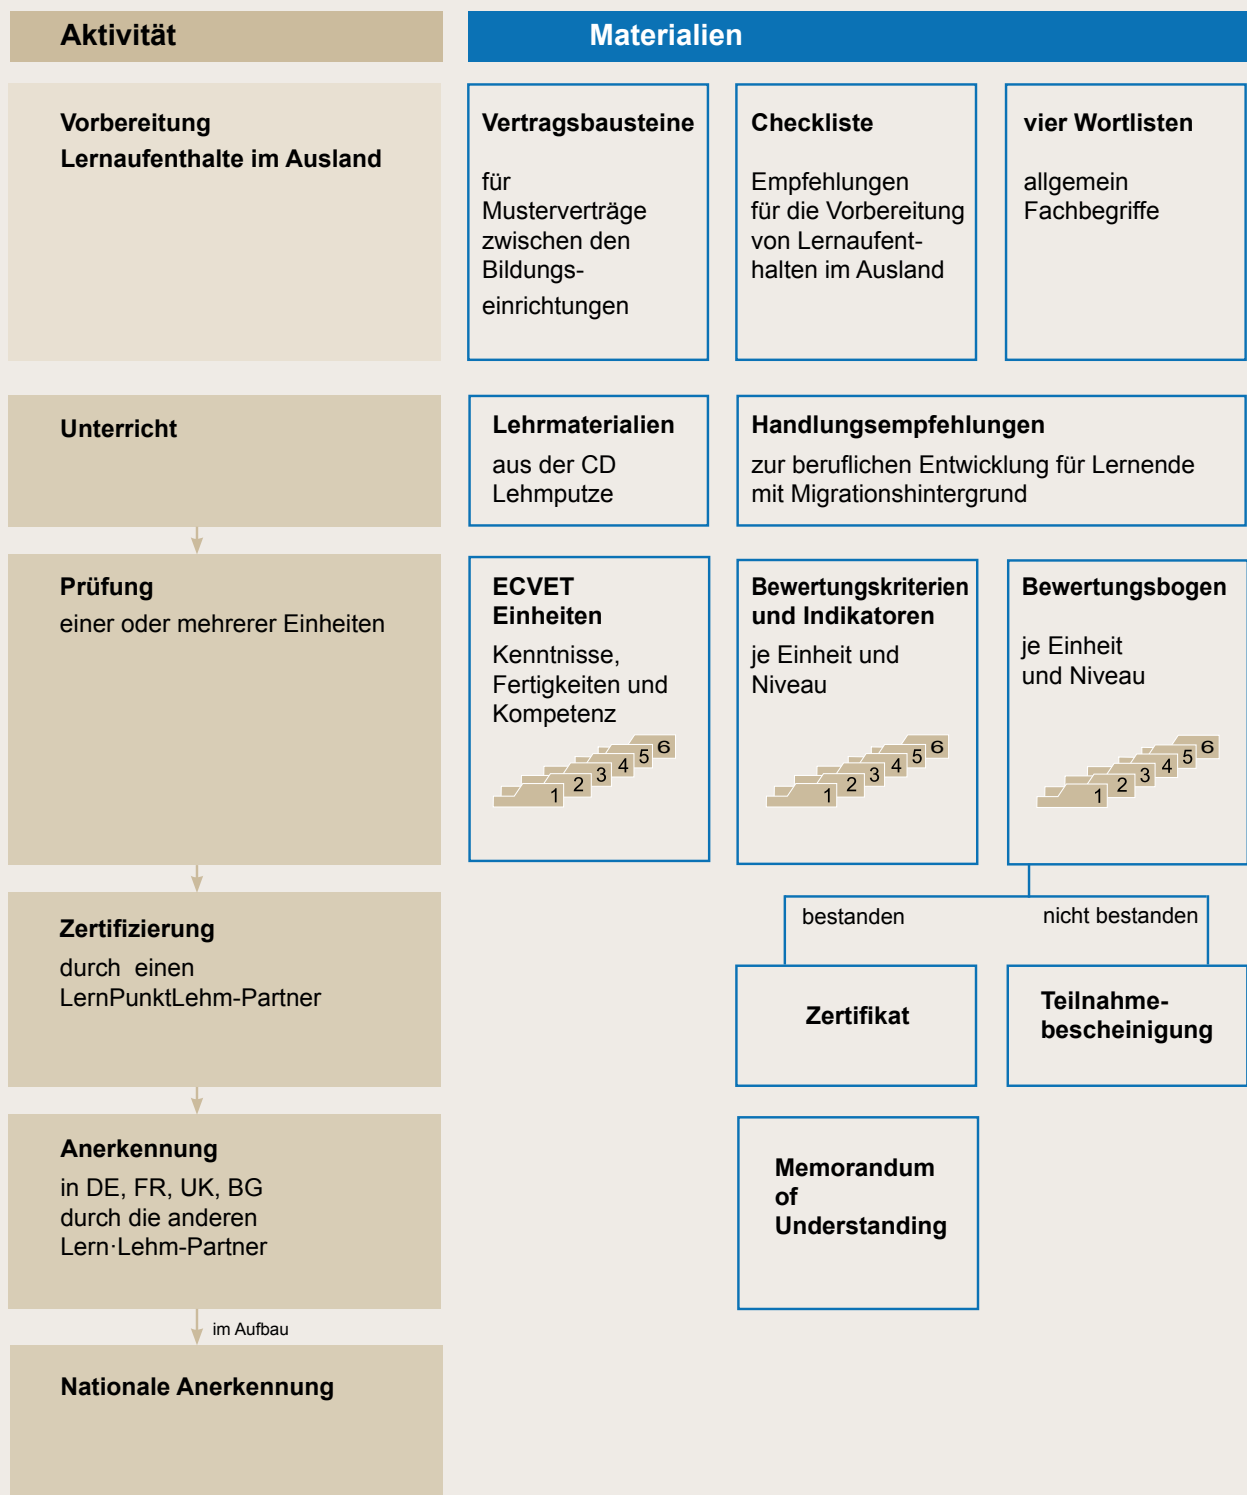 Aktivität
Materialien
Vorbereitung
Lernaufenthalte im Ausland
Vertragsbausteine
für
Musterverträge
zwischen den
Bildungs-
einrichtungen
Checkliste
Empfehlungen
für die Vorbereitung
von Lernaufent-
halten im Ausland
vier Wortlisten
allgemein
Fachbegriffe
Unterricht
Lehrmaterialien
aus der CD
Lehmputze
Handlungsempfehlungen
zur beruflichen Entwicklung für Lernende
mit Migrationshintergrund
Prüfung
einer oder mehrerer Einheiten
ECVET
Einheiten
Kenntnisse,
Fertigkeiten und
Kompetenz
1 2 3 4 5 6
Bewertungskriterien
und Indikatoren
je Einheit und
Niveau
1 2 3 4 5 6
Bewertungsbogen
je Einheit
und Niveau
1 2 3 4 5 6
Zertifizierung
durch einen
LernPunktLehm-Partner
bestanden
nicht bestanden
Zertifikat
Teilnahme-
bescheinigung
Anerkennung
in DE, FR, UK, BG
durch die anderen
Lern·Lehm-Partner
Memorandum
of
Understanding
im Aufbau
Nationale Anerkennung